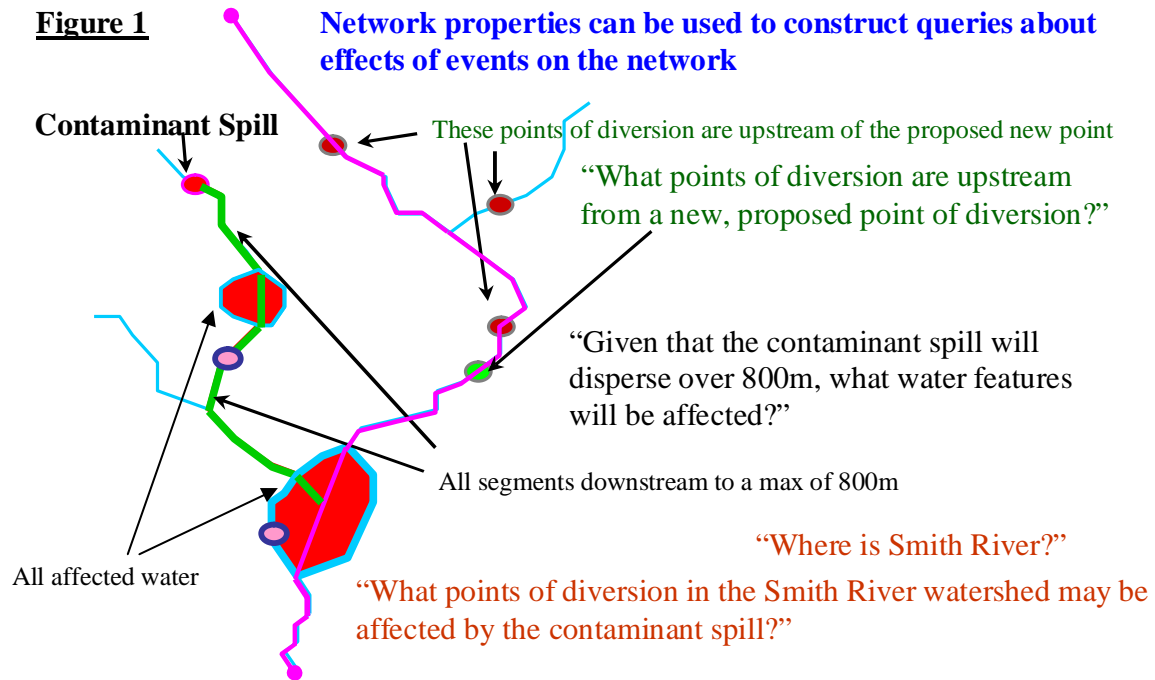 Figure 1
Network properties can be used to construct queries about
effects of events on the network
Contaminant Spill
These points of diversion are upstream of the proposed new point
“What points of diversion are upstream
from a new, proposed point of diversion?”
“Given that the contaminant spill will
disperse over 800m, what water features
will be affected?”
All segments downstream to a max of 800m
“Where is Smith River?”
All affected water
“What points of diversion in the Smith River watershed may be
affected by the contaminant spill?”